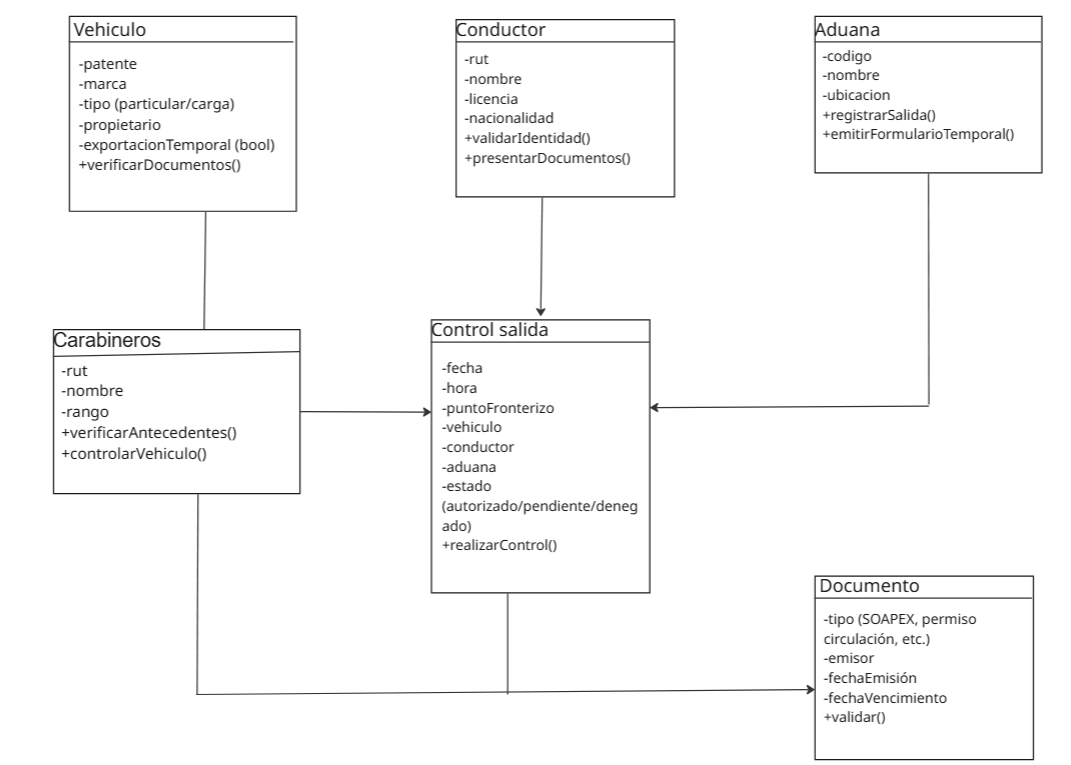 Vehiculo
-patente
-marca
-tipo (particular/carga)
-propietario
-exportacionTemporal (bool)
+verificarDocumentos()
Conductor
-rut
-nombre
-licencia
-nacionalidad
+validarIdentidad()
+presentarDocumentos()
Aduana
-codigo
-nombre
-ubicacion
+registrarSalida()
+emitirFormularioTemporal()
Carabineros
-rut
-nombre
-rango
+verificarAntecedentes()
+controlarVehiculo()
Control salida
-fecha
-hora
-puntoFronterizo
-vehiculo
-conductor
-aduana
-estado
(autorizado/pendiente/deneg
ado)
+realizarControl()
Documento
-tipo (SOAPEX, permiso
circulación, etc.)
-emisor
-fechaEmisión
-fechaVencimiento
+validar()